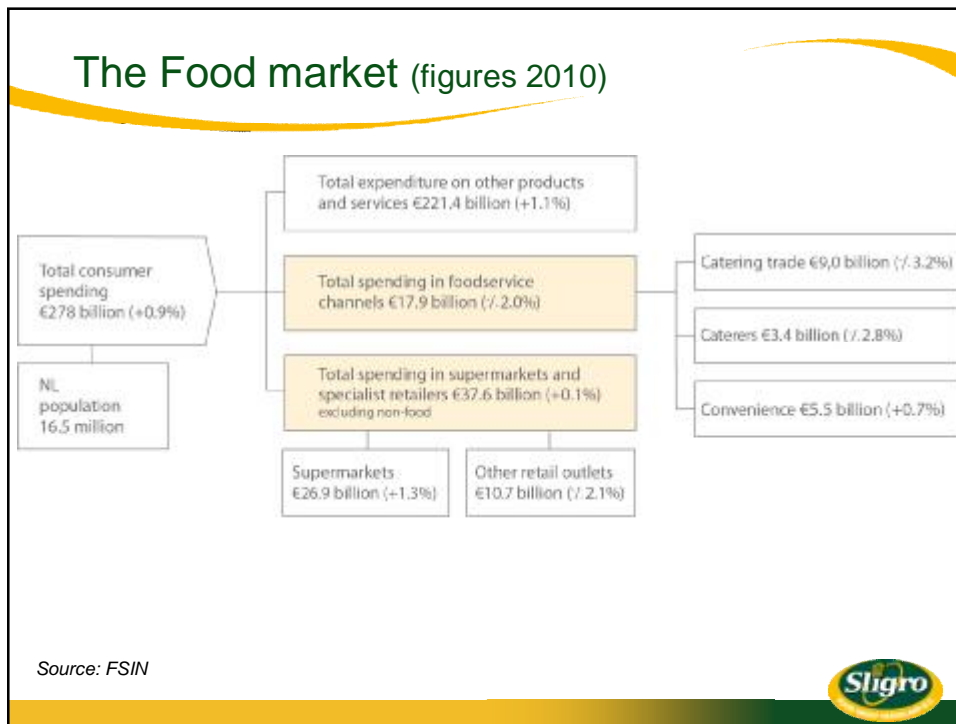 The Food market (figures 2010)
Total expenditure on other products
and services €221.4 billion (+1.1%)
Total consumer
spending
€278 billion (+0.9%)
Total spending in foodservice
channels €17.9 billion (⁒2.0%)
Catering trade €9,0 billion (⁒3.2%)
Caterers €3.4 billion (⁒2.8%)
Convenience €5.5 billion (+0.7%)
NL
population
16.5 million
Total spending in supermarkets and
specialist retailers €37.6 billion (+0.1%)
excluding non-food
Supermarkets
€26.9 billion (+1.3%)
Other retail outlets
€10.7 billion (⁒2.1%)
Source: FSIN
Sligro